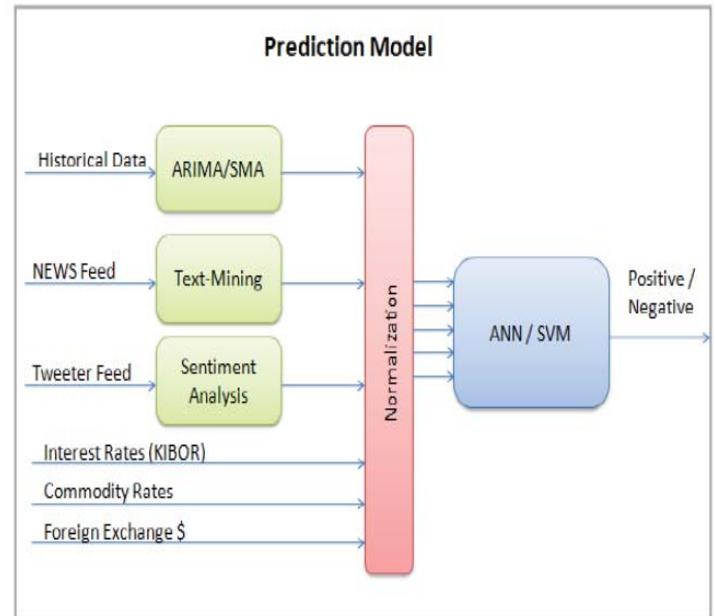 Prediction Model
Historical Data
ARIMA/SMA
NEWS Feed
Text-Mining
Tweeter Feed
Sentiment
Analysis
Interest Rates (KIBOR)
Commodity Rates
Foreign Exchange $
Normalization
ANN / SVM
Positive /
Negative